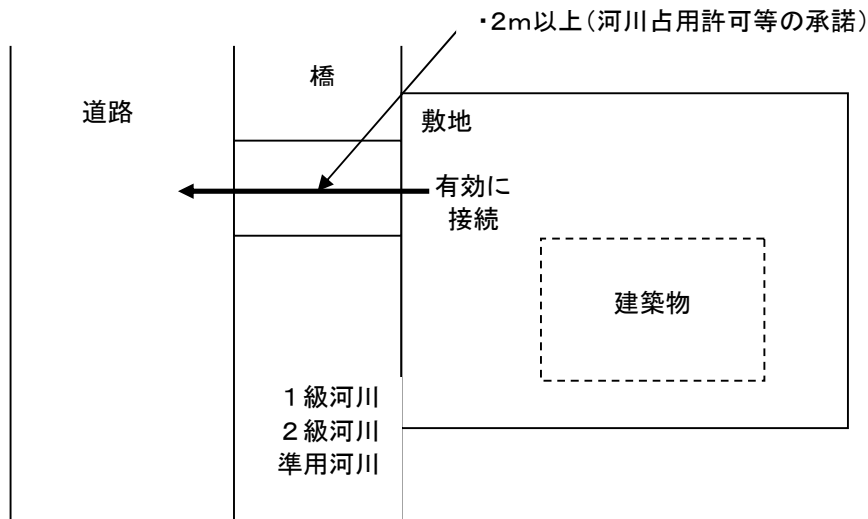 ・2ｍ以上（河川占用許可等の承諾）
橋
道路
敷地
有効に
接続
建築物
１級河川
２級河川
準用河川